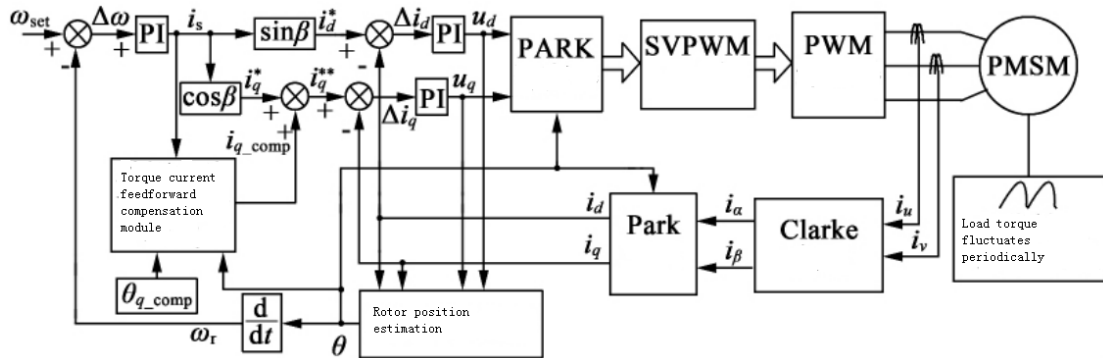 ω_set
+
-
Δω
+
PI
i_s
sinβ
i_d^*
+
-
Δi_d
PI
u_d
PARK
SVPWM
PWM
PMSM
cosβ
i_q^*
+
+
i_q^**
+
-
Δi_q
PI
u_q
i_q_comp
Torque current
feedforward
compensation
module
θ_q_comp
i_d
i_q
Park
i_α
i_β
Clarke
i_u
i_v
Load torque
fluctuates
periodically
ω_r
d
dt
θ
Rotor position
estimation